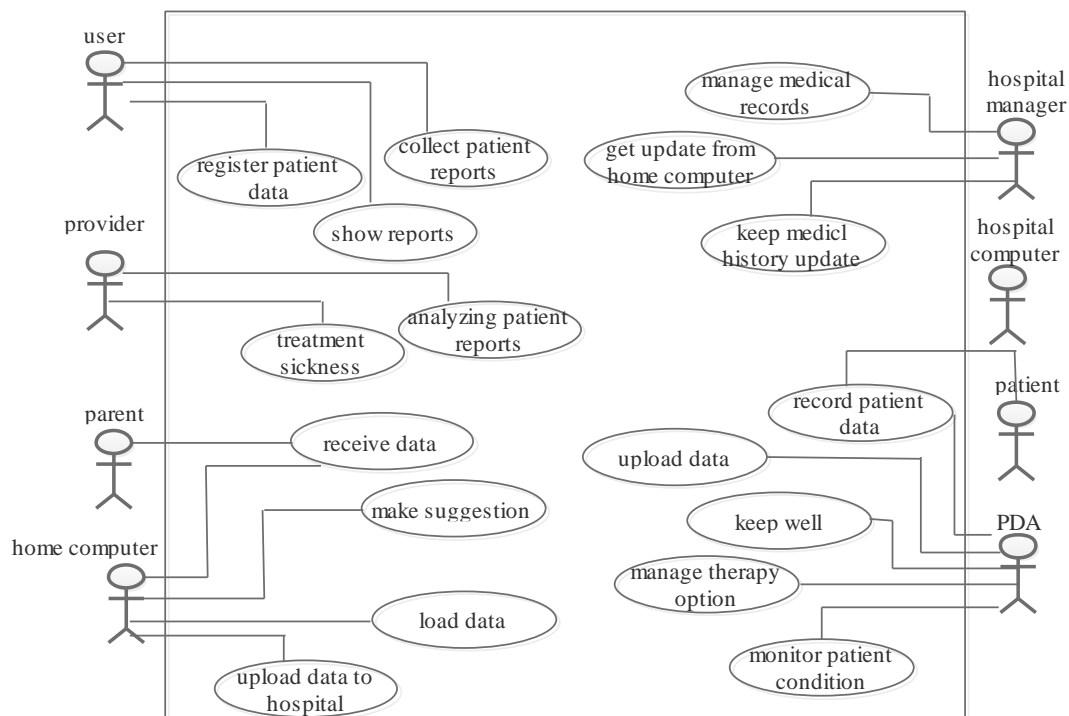 user
manage medical
records
hospital
manager
collect patient
reports
get update from
home computer
register patient
data
provider
show reports
keep medicl
history update
hospital
computer
analyzing patient
reports
treatment
sickness
parent
receive data
record patient
data
patient
upload data
make suggestion
keep well
PDA
home computer
manage therapy
option
load data
upload data to
hospital
monitor patient
condition